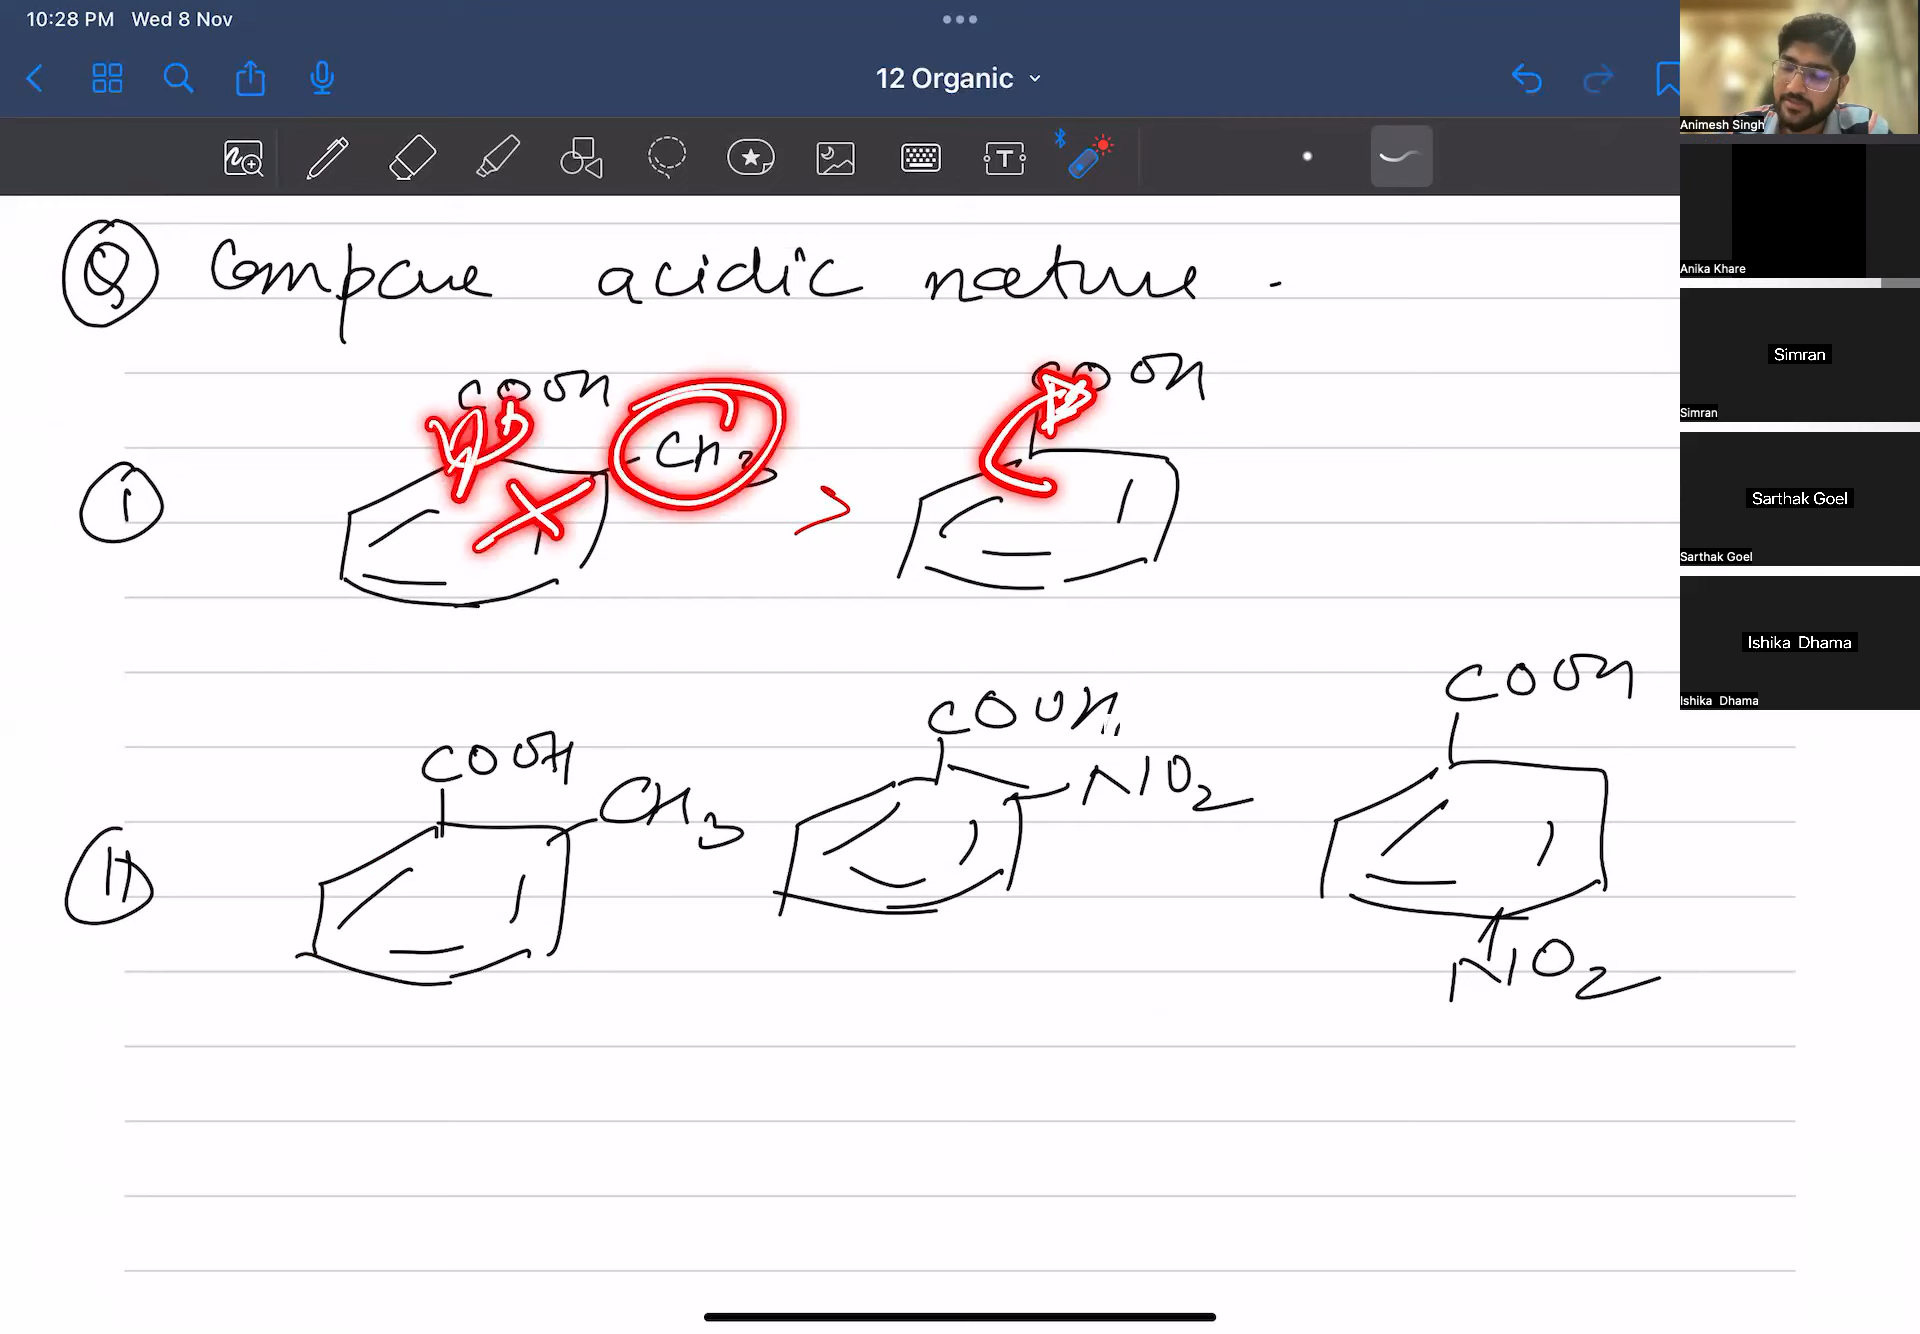 10:28 PM Wed 8 Nov
12 Organic
Animesh Singh
Anika Khare
Simran
Simran
Sarthak Goel
Sarthak Goel
Ishika Dhama
Ishika Dhama
Q Compare acidic nature.
I
COOH
CH3
>
COOH
II
COOH
CH3
COOH
NO2
COOH
NO2